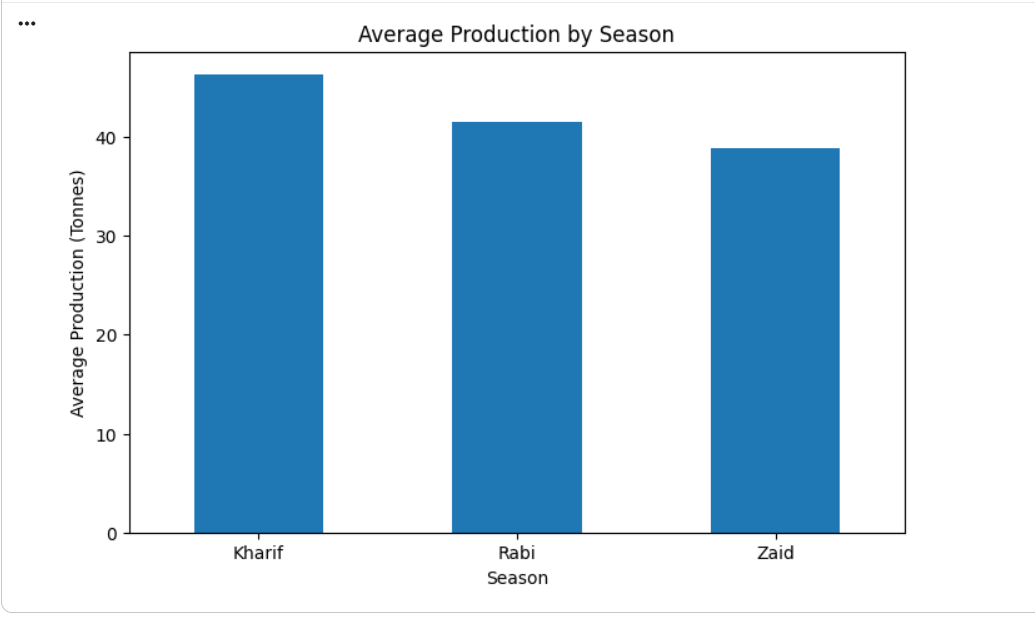 ...
Average Production by Season
Average Production (Tonnes)
40
30
20
10
0
Kharif Rabi Zaid
Season